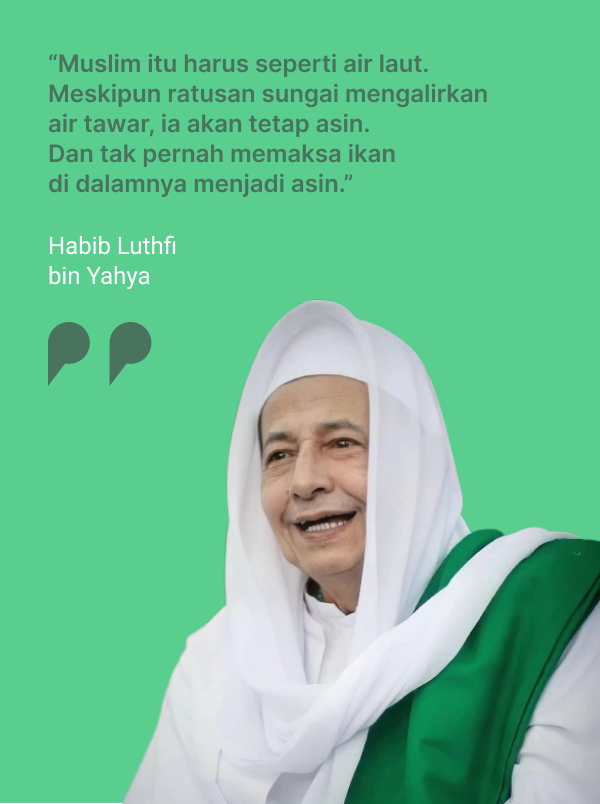 “Muslim itu harus seperti air laut.
Meskipun ratusan sungai mengalirkan
air tawar, ia akan tetap asin.
Dan tak pernah memaksa ikan
di dalamnya menjadi asin.”
Habib Luthfi
bin Yahya